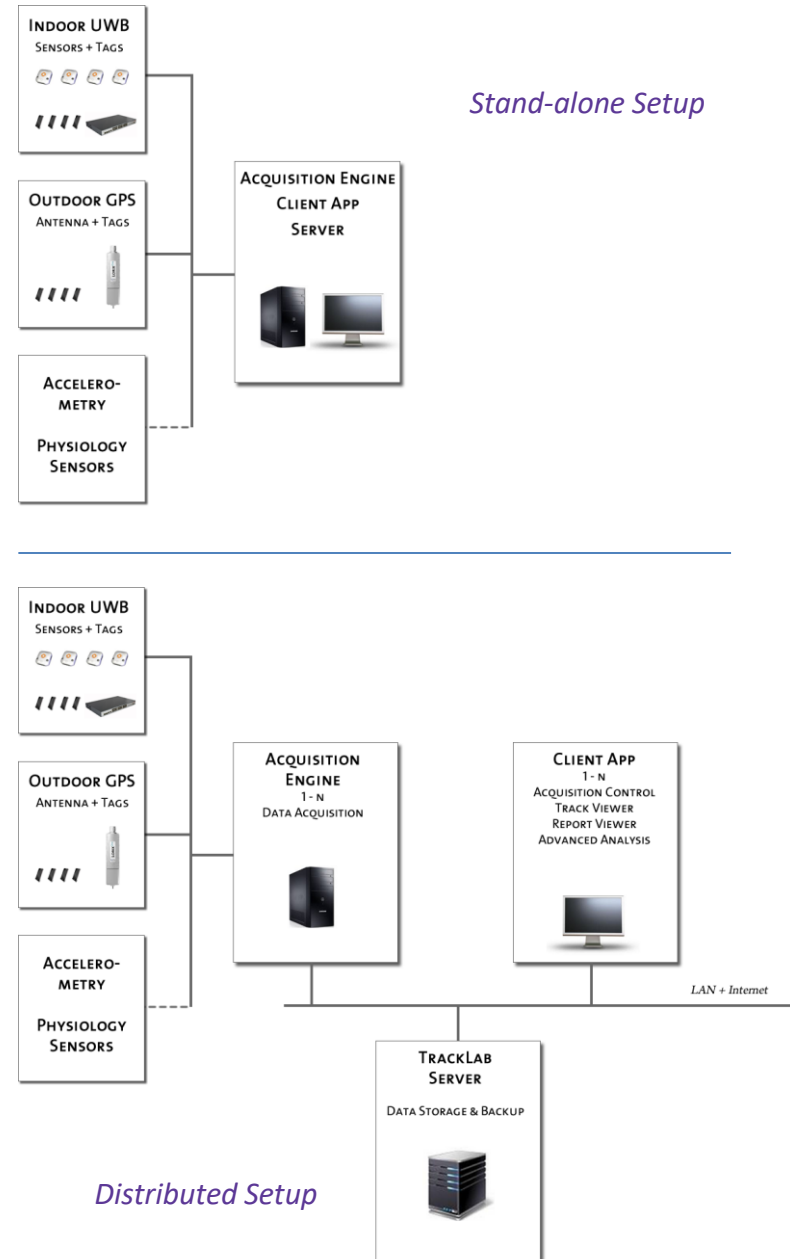 INDOOR UWB
SENSORS + TAGS
Stand-alone Setup
OUTDOOR GPS
ANTENNA + TAGS
ACQUISITION ENGINE
CLIENT APP
SERVER
ACCELERO-
METRY
PHYSIOLOGY
SENSORS
INDOOR UWB
SENSORS + TAGS
OUTDOOR GPS
ANTENNA + TAGS
ACQUISITION
ENGINE
1 - N
DATA ACQUISITION
CLIENT APP
1 - N
ACQUISITION CONTROL
TRACK VIEWER
REPORT VIEWER
ADVANCED ANALYSIS
ACCELERO-
METRY
PHYSIOLOGY
SENSORS
LAN + Internet
TRACKLAB
SERVER
DATA STORAGE & BACKUP
Distributed Setup